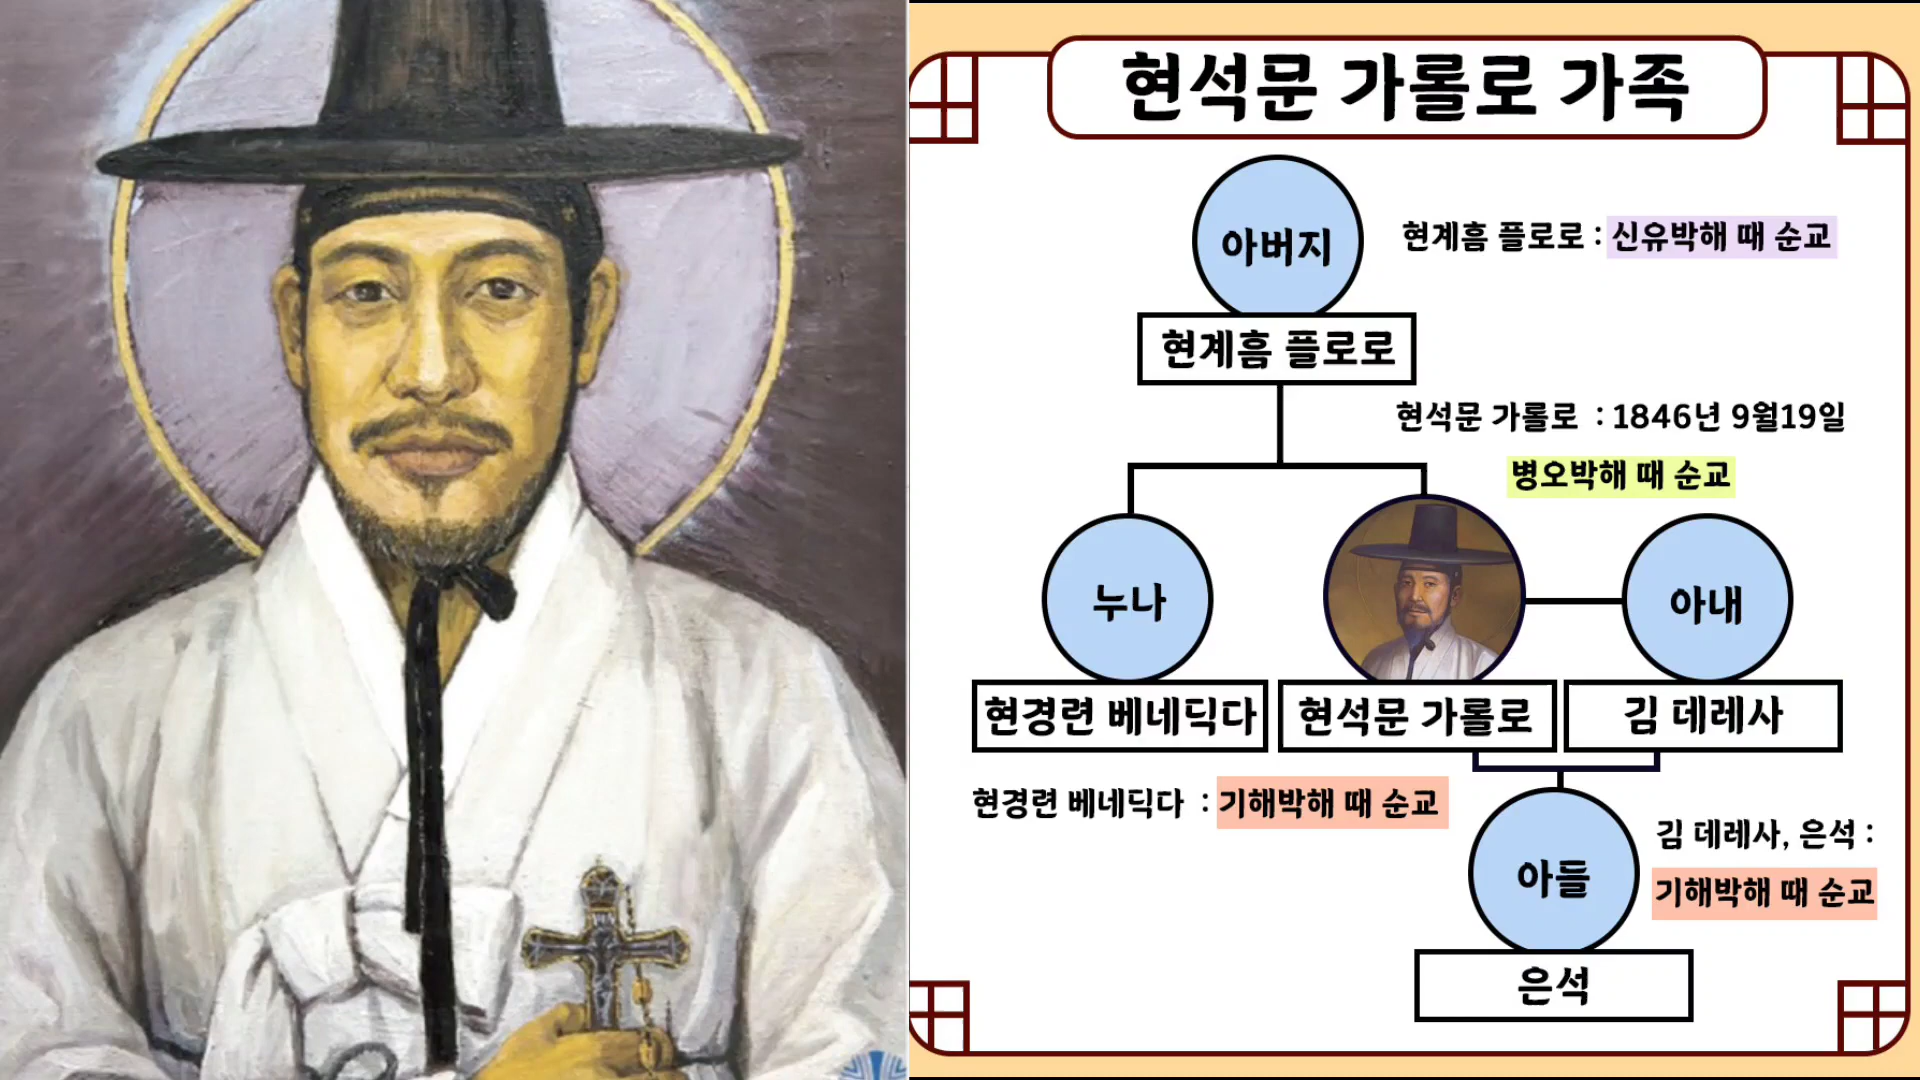 현석문 가롤로 가족
아버지
현계흠 플로로 : 신유박해 때 순교
현계흠 플로로
현석문 가롤로 : 1846년 9월19일
병오박해 때 순교
누나
아내
현경련 베네딕다
현석문 가롤로
김 데레사
현경련 베네딕다 : 기해박해 때 순교
김 데레사, 은석 :
기해박해 때 순교
아들
은석